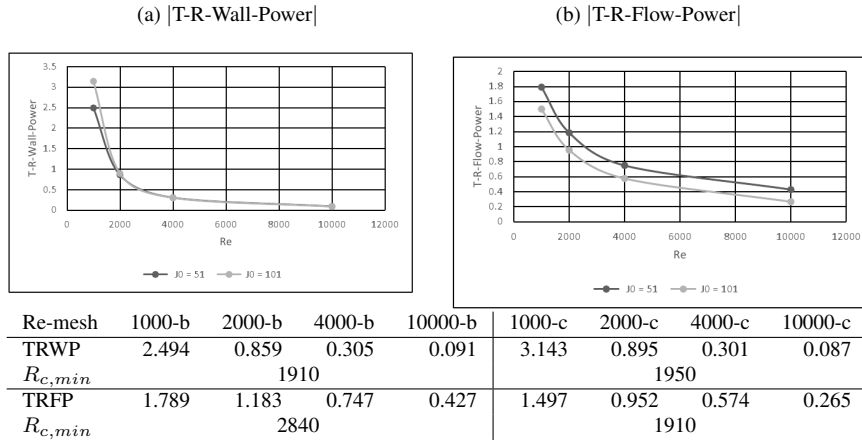 (a) |T-R-Wall-Power|
(b) |T-R-Flow-Power|
3.5
3
2.5
2
1.5
1
0.5
0
T-R-Wall-Power
0 2000 4000 6000 8000 10000 12000
Re
J0 = 51 J0 = 101
2
1.8
1.6
1.4
1.2
1
0.8
0.6
0.4
0.2
0
T-R-Flow-Power
0 2000 4000 6000 8000 10000 12000
Re
J0 = 51 J0 = 101
Re-mesh 1000-b 2000-b 4000-b 10000-b 1000-c 2000-c 4000-c 10000-c
TRWP 2.494 0.859 0.305 0.091 3.143 0.895 0.301 0.087
R_{c,min} 1910 1950
TRFP 1.789 1.183 0.747 0.427 1.497 0.952 0.574 0.265
R_{c,min} 2840 1910